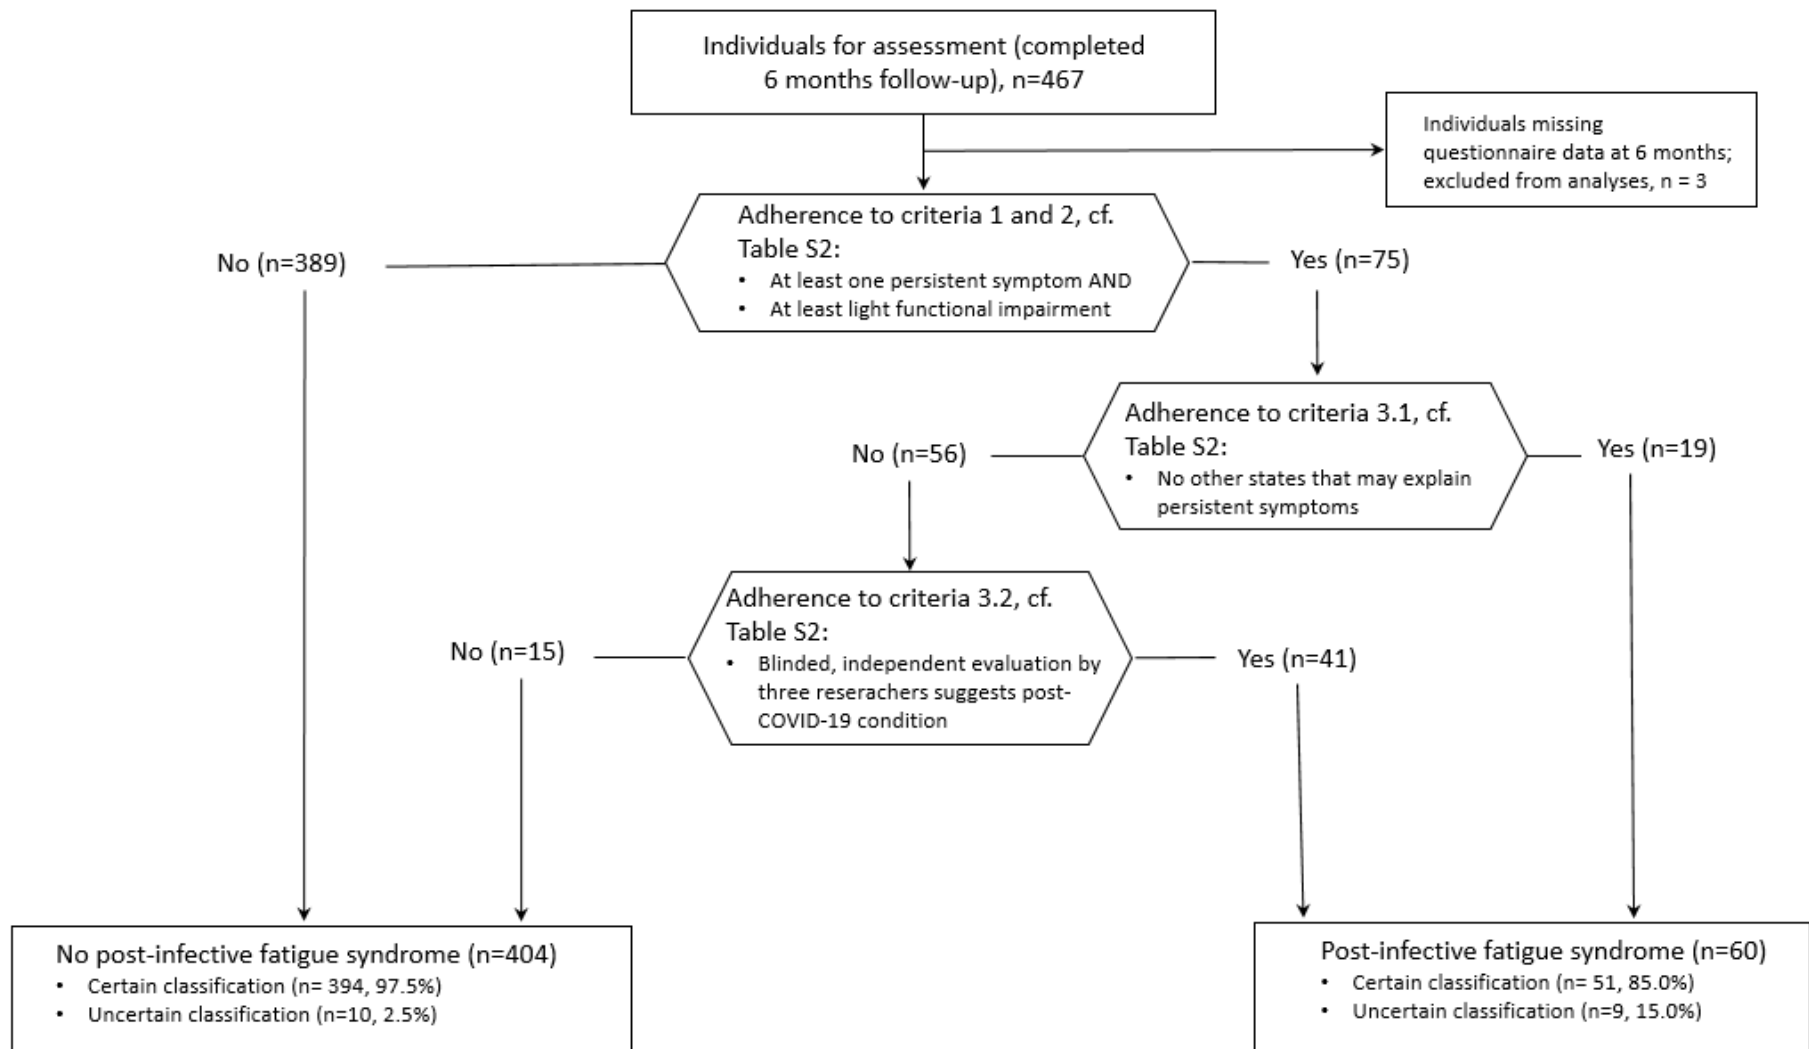 Individuals for assessment (completed
6 months follow-up), n=467
Individuals missing
questionnaire data at 6 months;
excluded from analyses, n = 3
Adherence to criteria 1 and 2, cf.
Table S2:
• At least one persistent symptom AND
• At least light functional impairment
No (n=389)
Yes (n=75)
Adherence to criteria 3.1, cf.
Table S2:
• No other states that may explain
persistent symptoms
No (n=56)
Yes (n=19)
Adherence to criteria 3.2, cf.
Table S2:
• Blinded, independent evaluation by
three reserachers suggests post-
COVID-19 condition
No (n=15)
Yes (n=41)
No post-infective fatigue syndrome (n=404)
• Certain classification (n= 394, 97.5%)
• Uncertain classification (n=10, 2.5%)
Post-infective fatigue syndrome (n=60)
• Certain classification (n= 51, 85.0%)
• Uncertain classification (n=9, 15.0%)